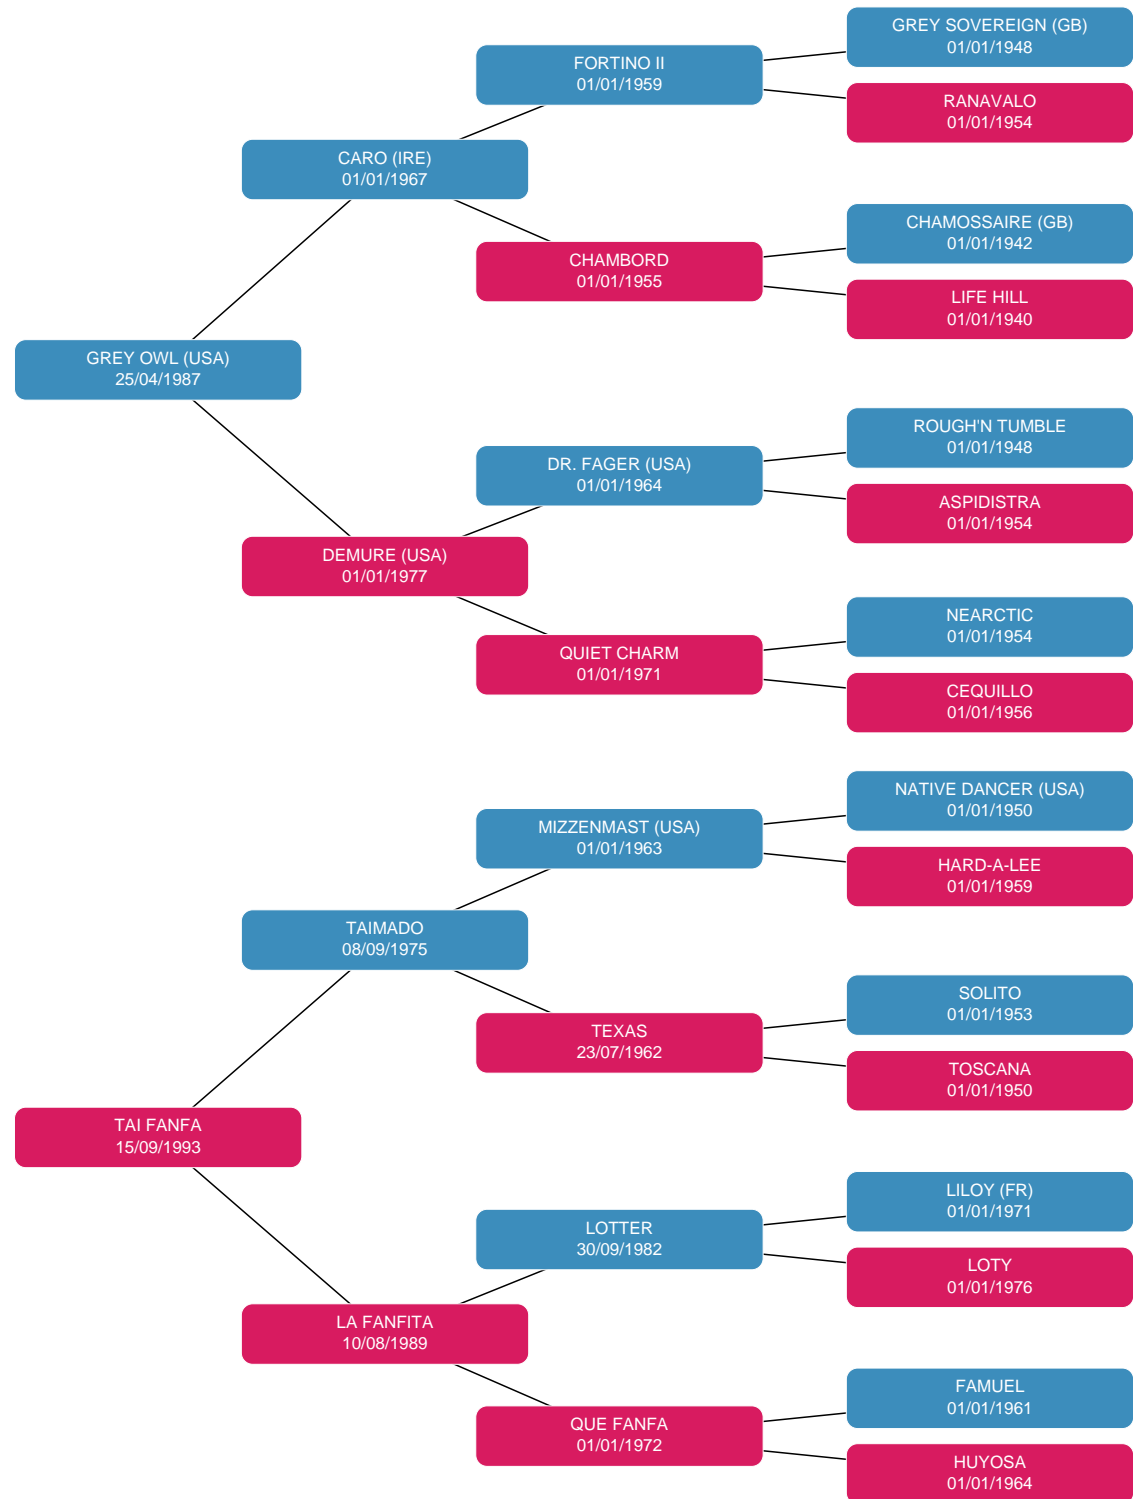 GREY SOVEREIGN (GB)
01/01/1948
FORTINO II
01/01/1959
RANAVALO
01/01/1954
CARO (IRE)
01/01/1967
CHAMOSSAIRE (GB)
01/01/1942
CHAMBORD
01/01/1955
LIFE HILL
01/01/1940
GREY OWL (USA)
25/04/1987
ROUGH'N TUMBLE
01/01/1948
DR. FAGER (USA)
01/01/1964
ASPIDISTRA
01/01/1954
DEMURE (USA)
01/01/1977
NEARCTIC
01/01/1954
QUIET CHARM
01/01/1971
CEQUILLO
01/01/1956
NATIVE DANCER (USA)
01/01/1950
MIZZENMAST (USA)
01/01/1963
HARD-A-LEE
01/01/1959
TAIMADO
08/09/1975
SOLITO
01/01/1953
TEXAS
23/07/1962
TOSCANA
01/01/1950
TAI FANFA
15/09/1993
LILOY (FR)
01/01/1971
LOTTER
30/09/1982
LOTY
01/01/1976
LA FANFITA
10/08/1989
FAMUEL
01/01/1961
QUE FANFA
01/01/1972
HUYOSA
01/01/1964